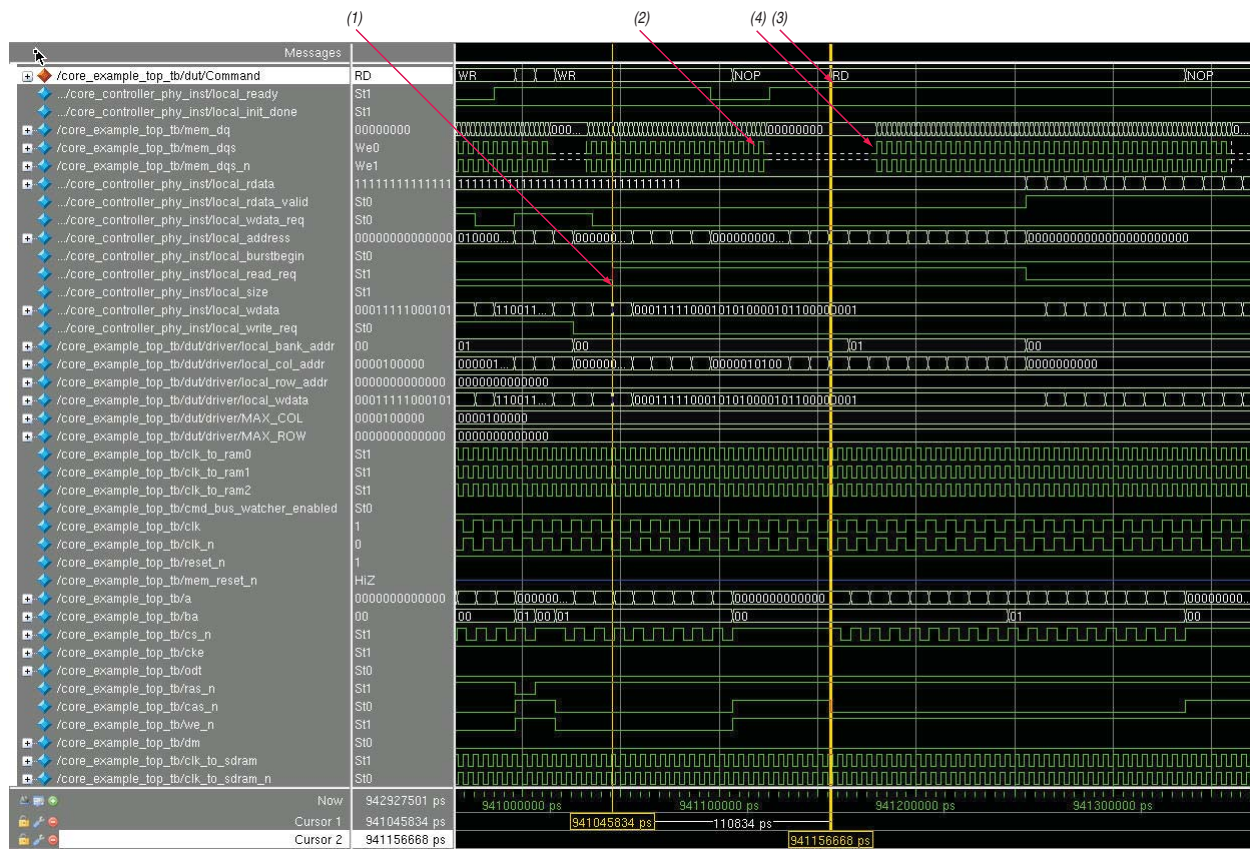 (1) (2) (4) (3)
Messages
/core_example_top_tb/dut/Command RD WR WR NOP RD NOP
.../core_controller_phy_inst/local_ready St1
.../core_controller_phy_inst/local_init_done St1
/core_example_top_tb/mem_dq 00000000 000... 00000000 0...
/core_example_top_tb/mem_dqs We0
/core_example_top_tb/mem_dqs_n We1
.../core_controller_phy_inst/local_rdata
.../core_controller_phy_inst/local_rdata_valid St0
.../core_controller_phy_inst/local_wdata_req St0
.../core_controller_phy_inst/local_address 00000000000000 010000... 000000... 000000000...
.../core_controller_phy_inst/local_burstbegin St0
.../core_controller_phy_inst/local_read_req St1
.../core_controller_phy_inst/local_size St1
.../core_controller_phy_inst/local_wdata 00011111000101 110011...
.../core_controller_phy_inst/local_write_req St0
/core_example_top_tb/dut/driver/local_bank_addr 00 01 00 01 00
/core_example_top_tb/dut/driver/local_col_addr 0000100000 000001... 000000... 0000010100 0000000000
/core_example_top_tb/dut/driver/local_row_addr 0000000000000 0000000000000
/core_example_top_tb/dut/driver/local_wdata 00011111000101 110011...
/core_example_top_tb/dut/driver/MAX_COL 0000100000 0000100000
/core_example_top_tb/dut/driver/MAX_ROW 0000000000000 0000000000000
/core_example_top_tb/clk_to_ram0 St1
/core_example_top_tb/clk_to_ram1 St1
/core_example_top_tb/clk_to_ram2 St1
/core_example_top_tb/cmd_bus_watcher_enabled St0
/core_example_top_tb/clk 1
/core_example_top_tb/clk_n 0
/core_example_top_tb/reset_n 1
/core_example_top_tb/mem_reset_n HiZ
/core_example_top_tb/a 0000000000000 000000... 0000000000000 00000000...
/core_example_top_tb/ba 00 00 01 00 01 00 01 00
/core_example_top_tb/cs_n St1
/core_example_top_tb/cke St1
/core_example_top_tb/odt St0
/core_example_top_tb/ras_n St1
/core_example_top_tb/cas_n St0
/core_example_top_tb/we_n St1
/core_example_top_tb/dm St0
/core_example_top_tb/clk_to_sdram St1
/core_example_top_tb/clk_to_sdram_n St0
Now 942927501 ps 941000000 ps 941100000 ps 941200000 ps 941300000 ps
Cursor 1 941045834 ps 941045834 ps 110834 ps
Cursor 2 941156668 ps 941156668 ps